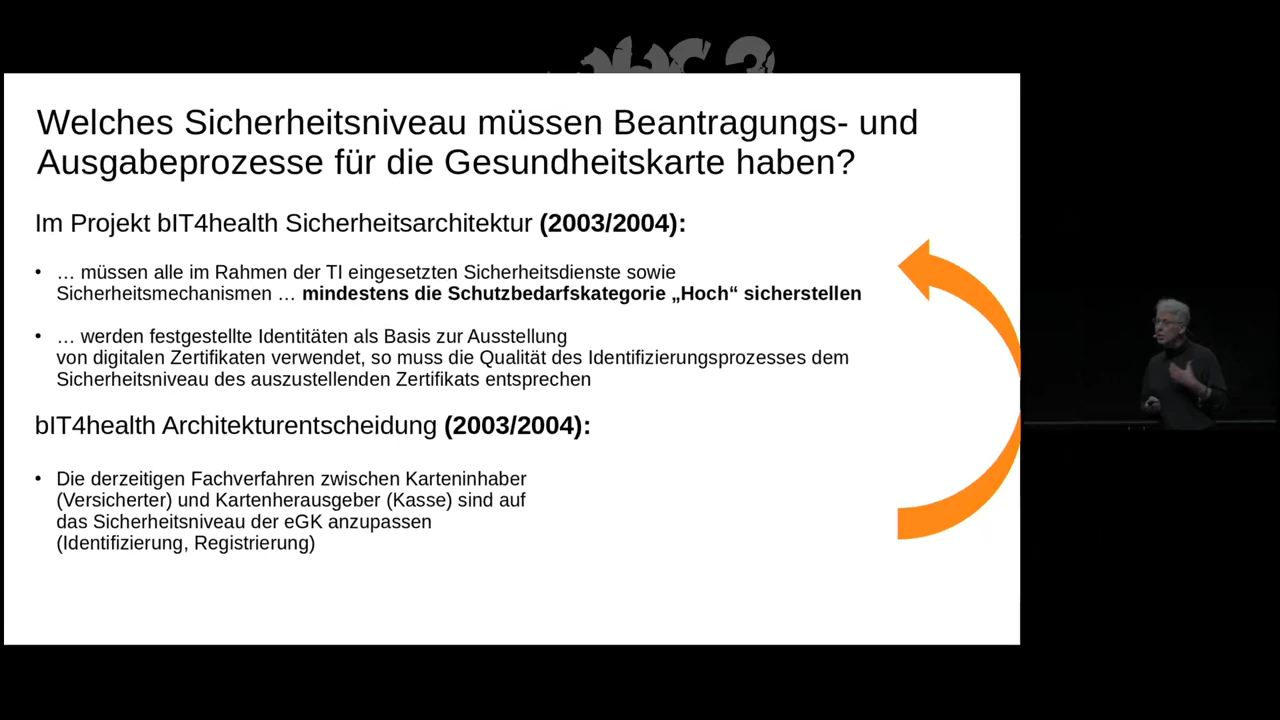 Welches Sicherheitsniveau müssen Beantragungs- und
Ausgabeprozesse für die Gesundheitskarte haben?
Im Projekt bIT4health Sicherheitsarchitektur (2003/2004):
• … müssen alle im Rahmen der TI eingesetzten Sicherheitsdienste sowie
Sicherheitsmechanismen … mindestens die Schutzbedarfskategorie „Hoch“ sicherstellen
• … werden festgestellte Identitäten als Basis zur Ausstellung
von digitalen Zertifikaten verwendet, so muss die Qualität des Identifizierungsprozesses dem
Sicherheitsniveau des auszustellenden Zertifikats entsprechen
bIT4health Architekturentscheidung (2003/2004):
• Die derzeitigen Fachverfahren zwischen Karteninhaber
(Versicherter) und Kartenherausgeber (Kasse) sind auf
das Sicherheitsniveau der eGK anzupassen
(Identifizierung, Registrierung)